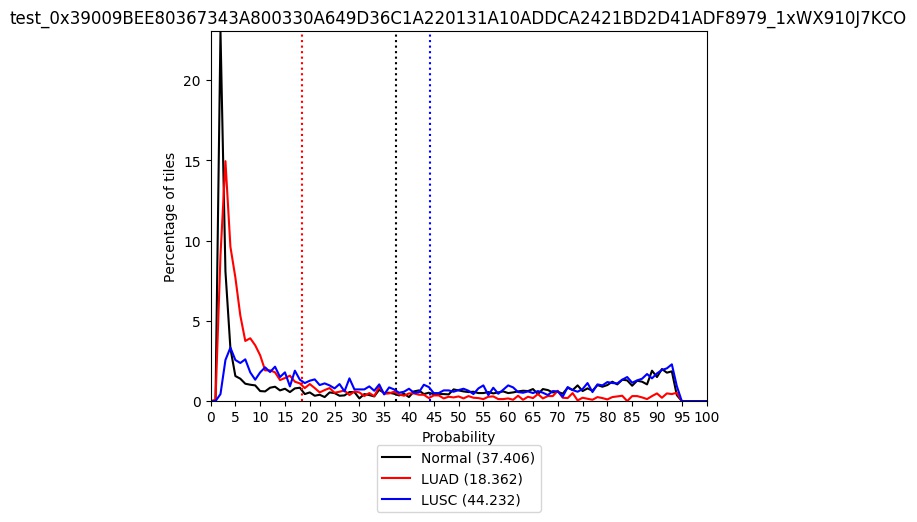 test_0x39009BEE80367343A800330A649D36C1A220131A10ADDCA2421BD2D41ADF8979_1xWX910J7KCO
Percentage of tiles
20
15
10
5
0
0 5 10 15 20 25 30 35 40 45 50 55 60 65 70 75 80 85 90 95 100
Probability
Normal (37.406)
LUAD (18.362)
LUSC (44.232)